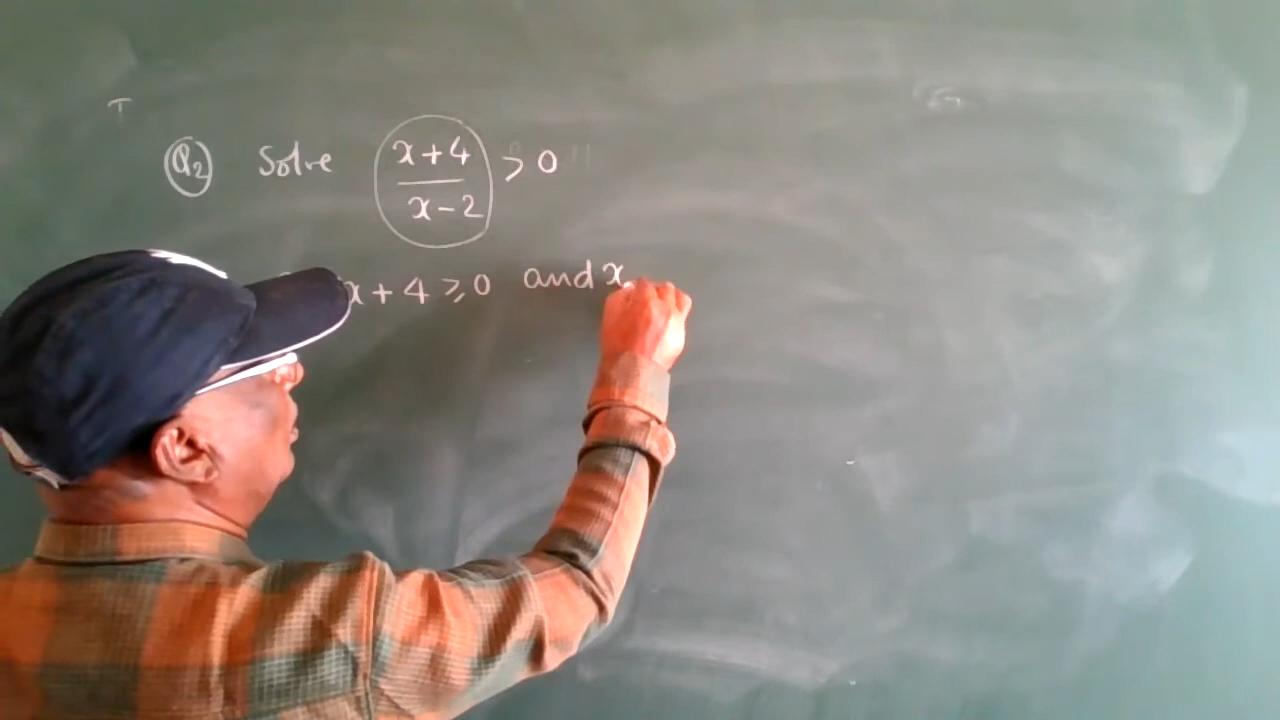 Q2 Solve (x+4)/(x-2) > 0
x + 4 ⩾ 0 and x